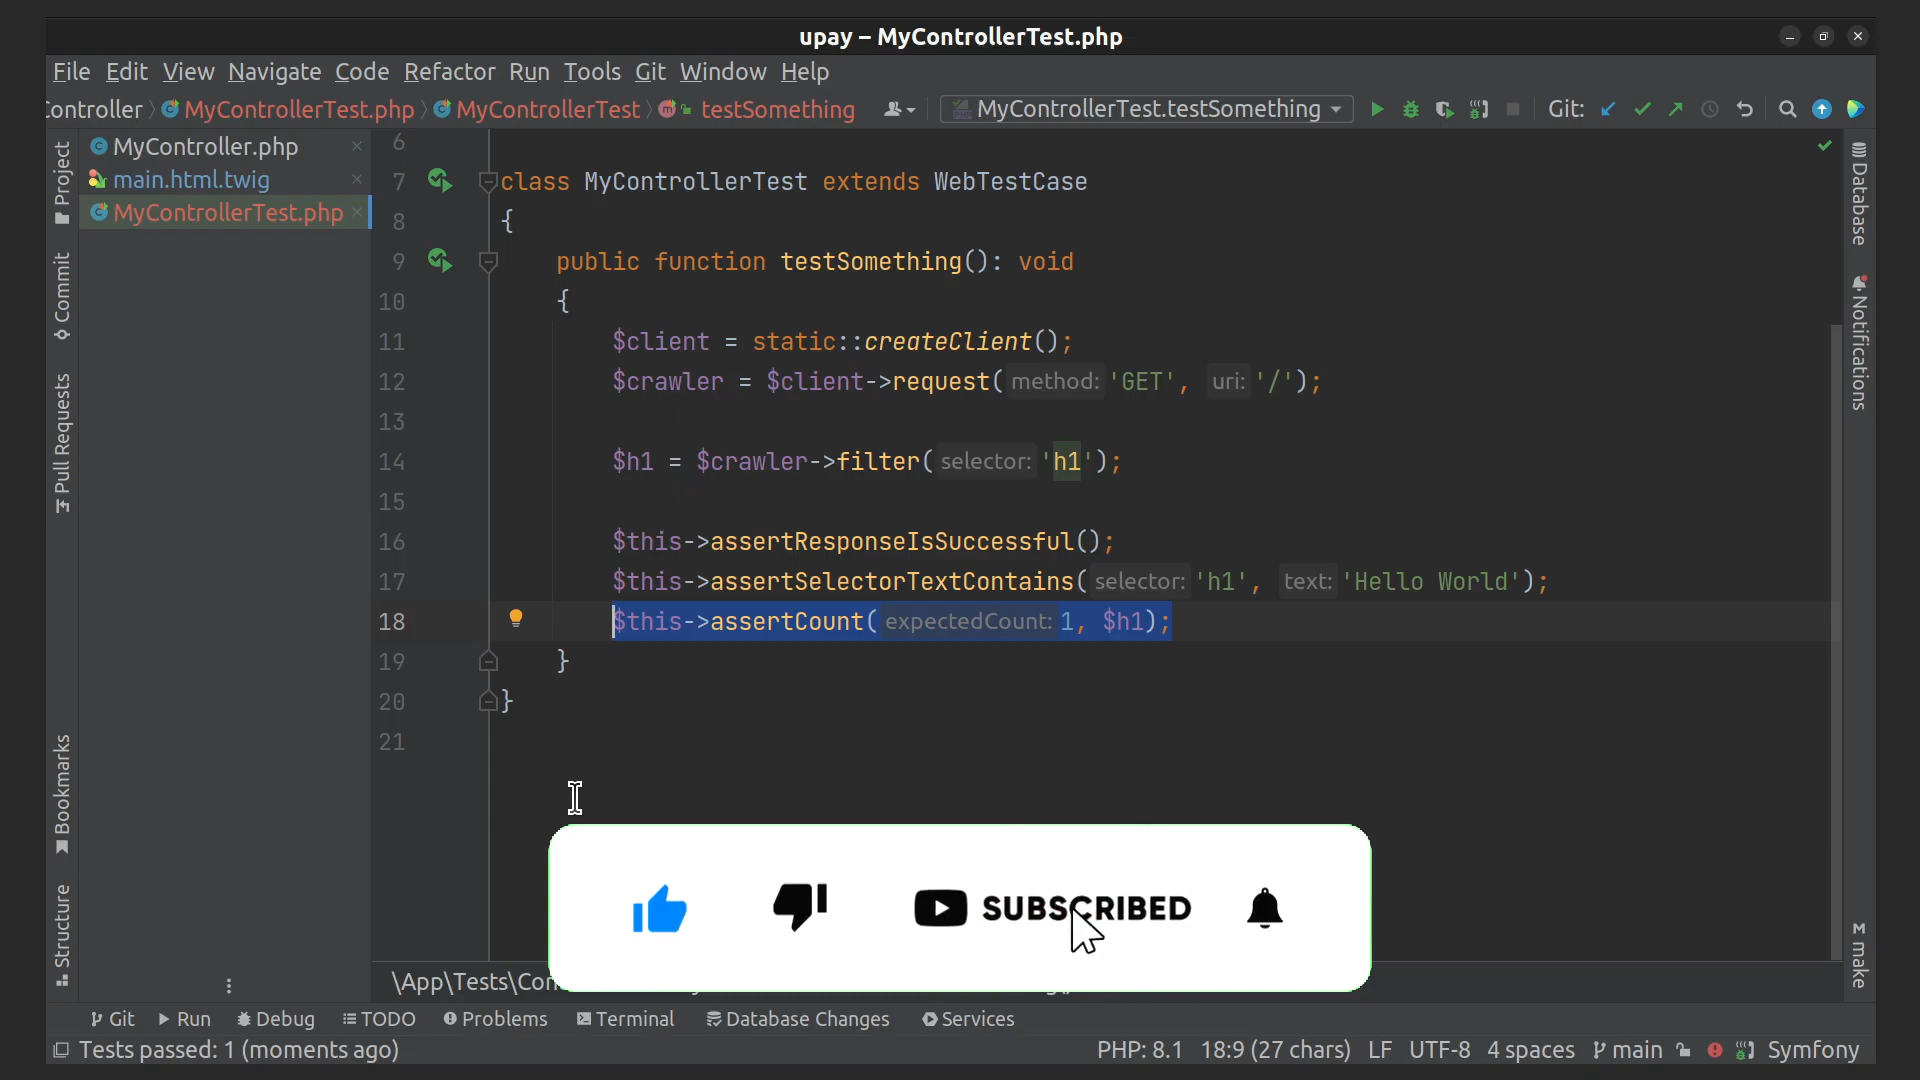 upay – MyControllerTest.php
File Edit View Navigate Code Refactor Run Tools Git Window Help
Controller MyControllerTest.php MyControllerTest testSomething MyControllerTest.testSomething Git:
Project
Commit
Pull Requests
Bookmarks
Structure
MyController.php
main.html.twig
MyControllerTest.php
6
7 class MyControllerTest extends WebTestCase
8 {
9 public function testSomething(): void
10 {
11 $client = static::createClient();
12 $crawler = $client->request( method: 'GET', uri: '/');
13
14 $h1 = $crawler->filter( selector: 'h1');
15
16 $this->assertResponseIsSuccessful();
17 $this->assertSelectorTextContains( selector: 'h1', text: 'Hello World');
18 $this->assertCount( expectedCount: 1, $h1);
19 }
20 }
21
Database
Notifications
make
SUBSCRIBED
\App\Tests\Con
Git Run Debug TODO Problems Terminal Database Changes Services
Tests passed: 1 (moments ago) PHP: 8.1 18:9 (27 chars) LF UTF-8 4 spaces main Symfony